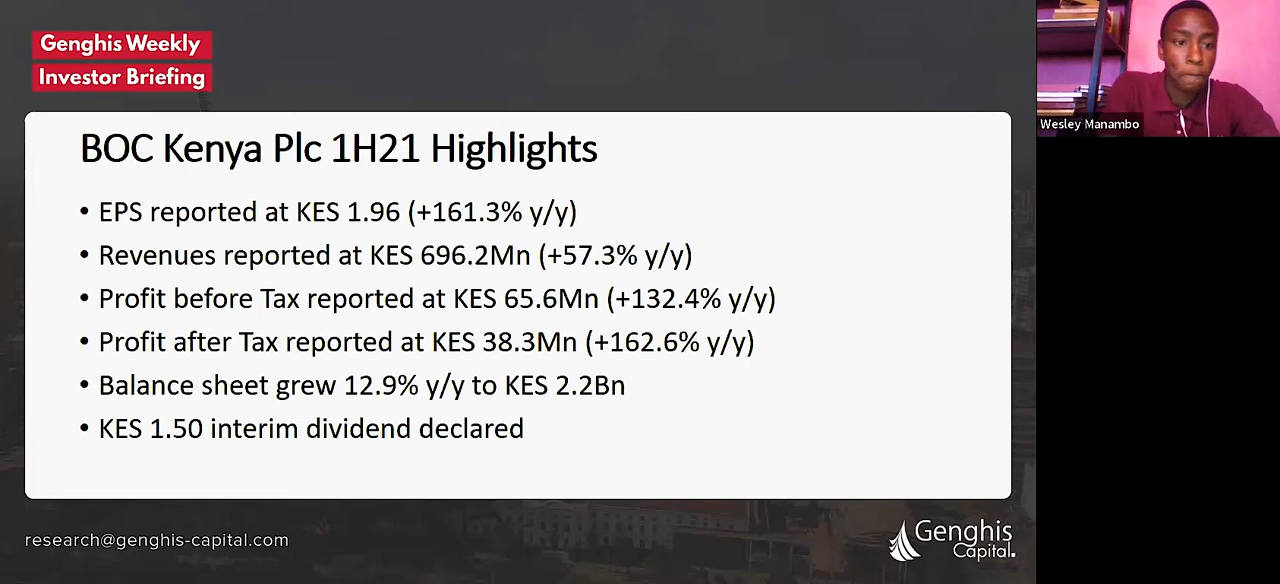 Genghis Weekly
Investor Briefing
BOC Kenya Plc 1H21 Highlights
• EPS reported at KES 1.96 (+161.3% y/y)
• Revenues reported at KES 696.2Mn (+57.3% y/y)
• Profit before Tax reported at KES 65.6Mn (+132.4% y/y)
• Profit after Tax reported at KES 38.3Mn (+162.6% y/y)
• Balance sheet grew 12.9% y/y to KES 2.2Bn
• KES 1.50 interim dividend declared
research@genghis-capital.com
Genghis
Capital.
Wesley Manambo